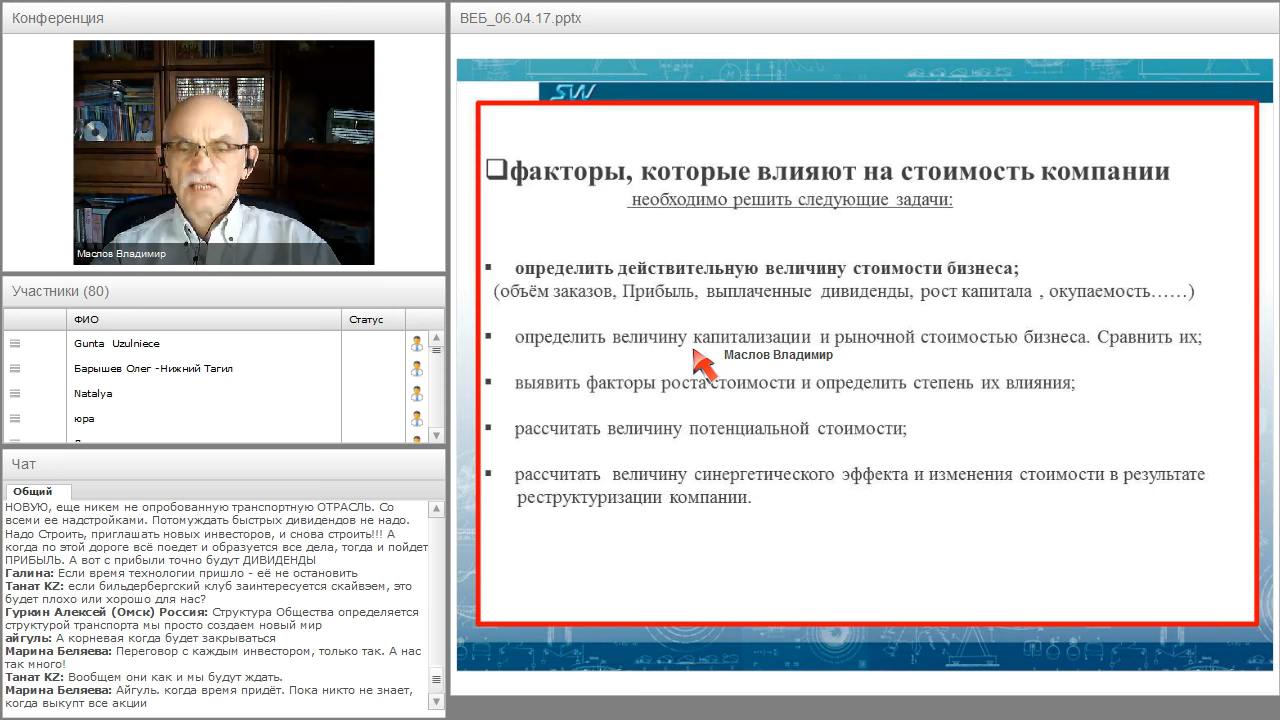 Конференция
Маслов Владимир
Участники (80)
ФИО
Статус
Gunta Uzulniece
Барышев Олег -Нижний Тагил
Natalya
юра
Чат
Общий
НОВУЮ, еще никем не опробованную транспортную ОТРАСЛЬ. Со
всеми ее надстройками. Потомуждать быстрых дивидендов не надо.
Надо Строить, приглашать новых инвесторов, и снова строить!!! А
когда по этой дороге всё поедет и образуется все дела, тогда и пойдет
ПРИБЫЛЬ. А вот с прибыли точно будут ДИВИДЕНДЫ
Галина: Если время технологии пришло - её не остановить
Танат KZ: если бильдербергский клуб заинтересуется скайвэем, это
будет плохо или хорошо для нас?
Гуркин Алексей (Омск) Россия: Структура Общества определяется
структурой транспорта мы просто создаем новый мир
айгуль: А корневая когда будет закрываться
Марина Беляева: Переговор с каждым инвестором, только так. А нас
так много!
Танат KZ: Вообщем они как и мы будут ждать.
Марина Беляева: Айгуль. когда время придёт. Пока никто не знает,
когда выкупт все акции
ВЕБ_06.04.17.pptx
SW
факторы, которые влияют на стоимость компании
необходимо решить следующие задачи:
определить действительную величину стоимости бизнеса;
(объём заказов, Прибыль, выплаченные дивиденды, рост капитала , окупаемость……)
определить величину капитализации и рыночной стоимостью бизнеса. Сравнить их;
Маслов Владимир
выявить факторы роста стоимости и определить степень их влияния;
рассчитать величину потенциальной стоимости;
рассчитать величину синергетического эффекта и изменения стоимости в результате
реструктуризации компании.